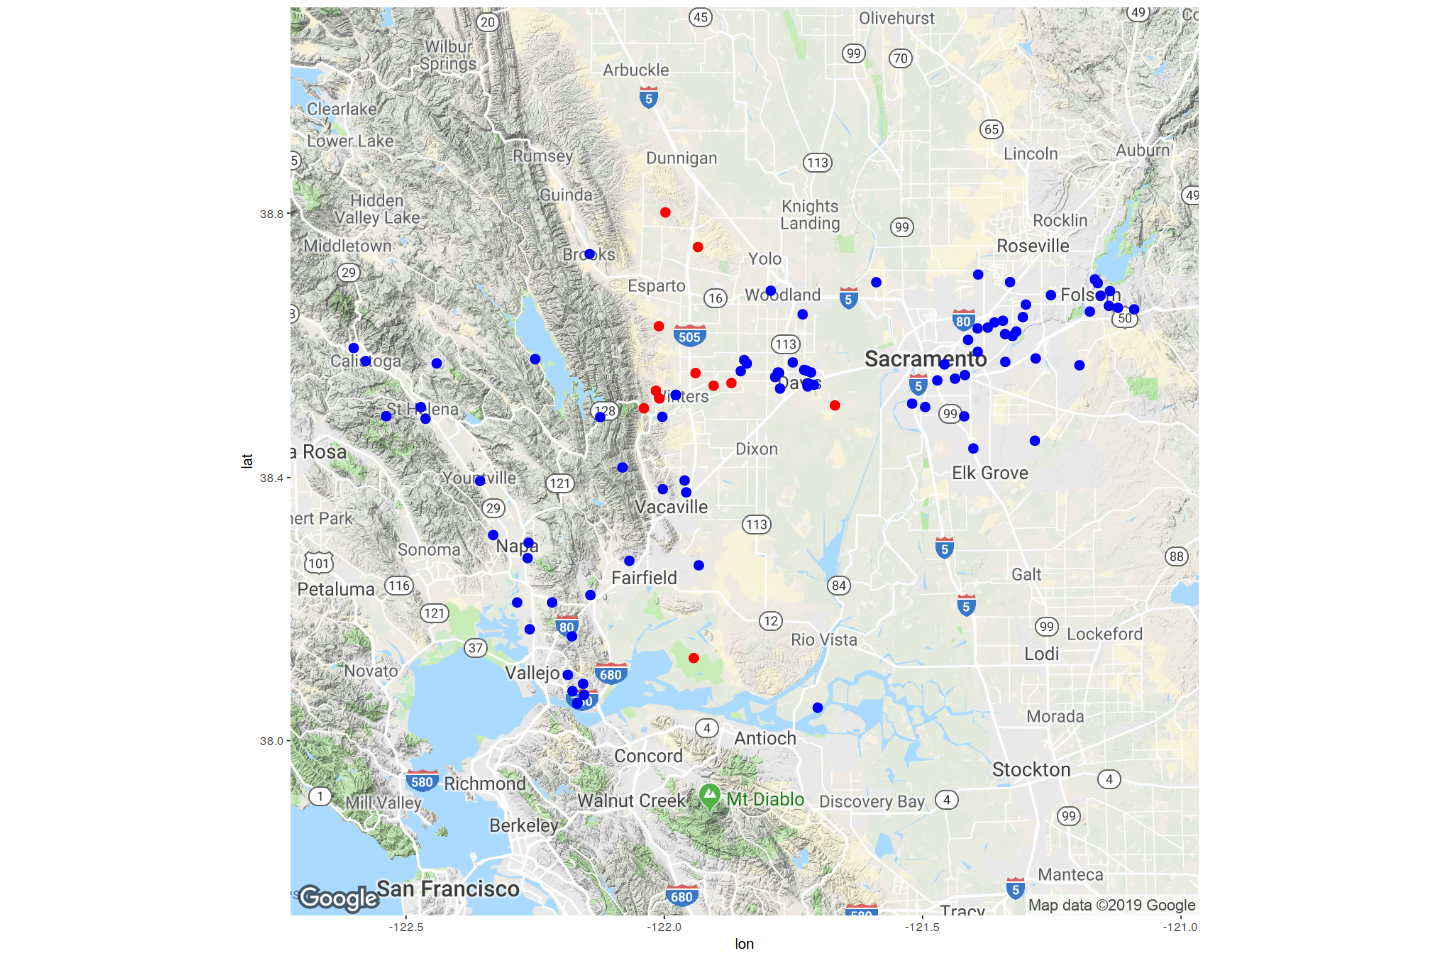 20
45
49
Co
Olivehurst
Wilbur
Springs
99
70
Arbuckle
5
Clearlake
65
Lower Lake
Rumsey
Dunnigan
113
Lincoln
Auburn
5
Guinda
49
Hidden
Valley Lake
Knights
Landing
38.8
Rocklin
99
Middletown
Roseville
Brooks
Yolo
29
Esparto
16
Woodland
5
Folsom
80
50
505
113
Calistoga
Sacramento
Davis
5
Winters
St Helena
128
99
a Rosa
Dixon
lat
Elk Grove
38.4
Yountville
121
Vacaville
29
nert Park
113
Napa
5
Sonoma
88
101
Fairfield
Galt
Petaluma
116
84
5
121
12
99
80
Lockeford
Rio Vista
37
Lodi
Novato
Vallejo
680
Morada
4
38.0
Antioch
Concord
Stockton
580
Richmond
4
1
Mill Valley
Walnut Creek
Mt Diablo
Discovery Bay
4
99
Berkeley
Manteca
San Francisco
5
Google
680
Map data ©2019 Google
580
Tracy
-122.5
-122.0
-121.5
-121.0
lon